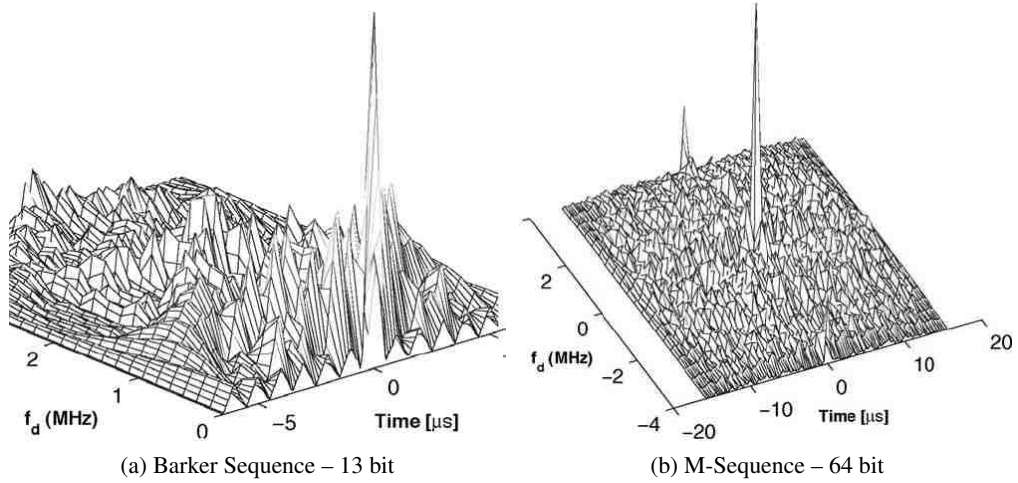 2
1
0
f_d (MHz)
−5
0
Time [μs]
2
0
−2
−4
f_d (MHz)
−20
−10
0
10
20
Time [μs]
(a) Barker Sequence – 13 bit
(b) M-Sequence – 64 bit